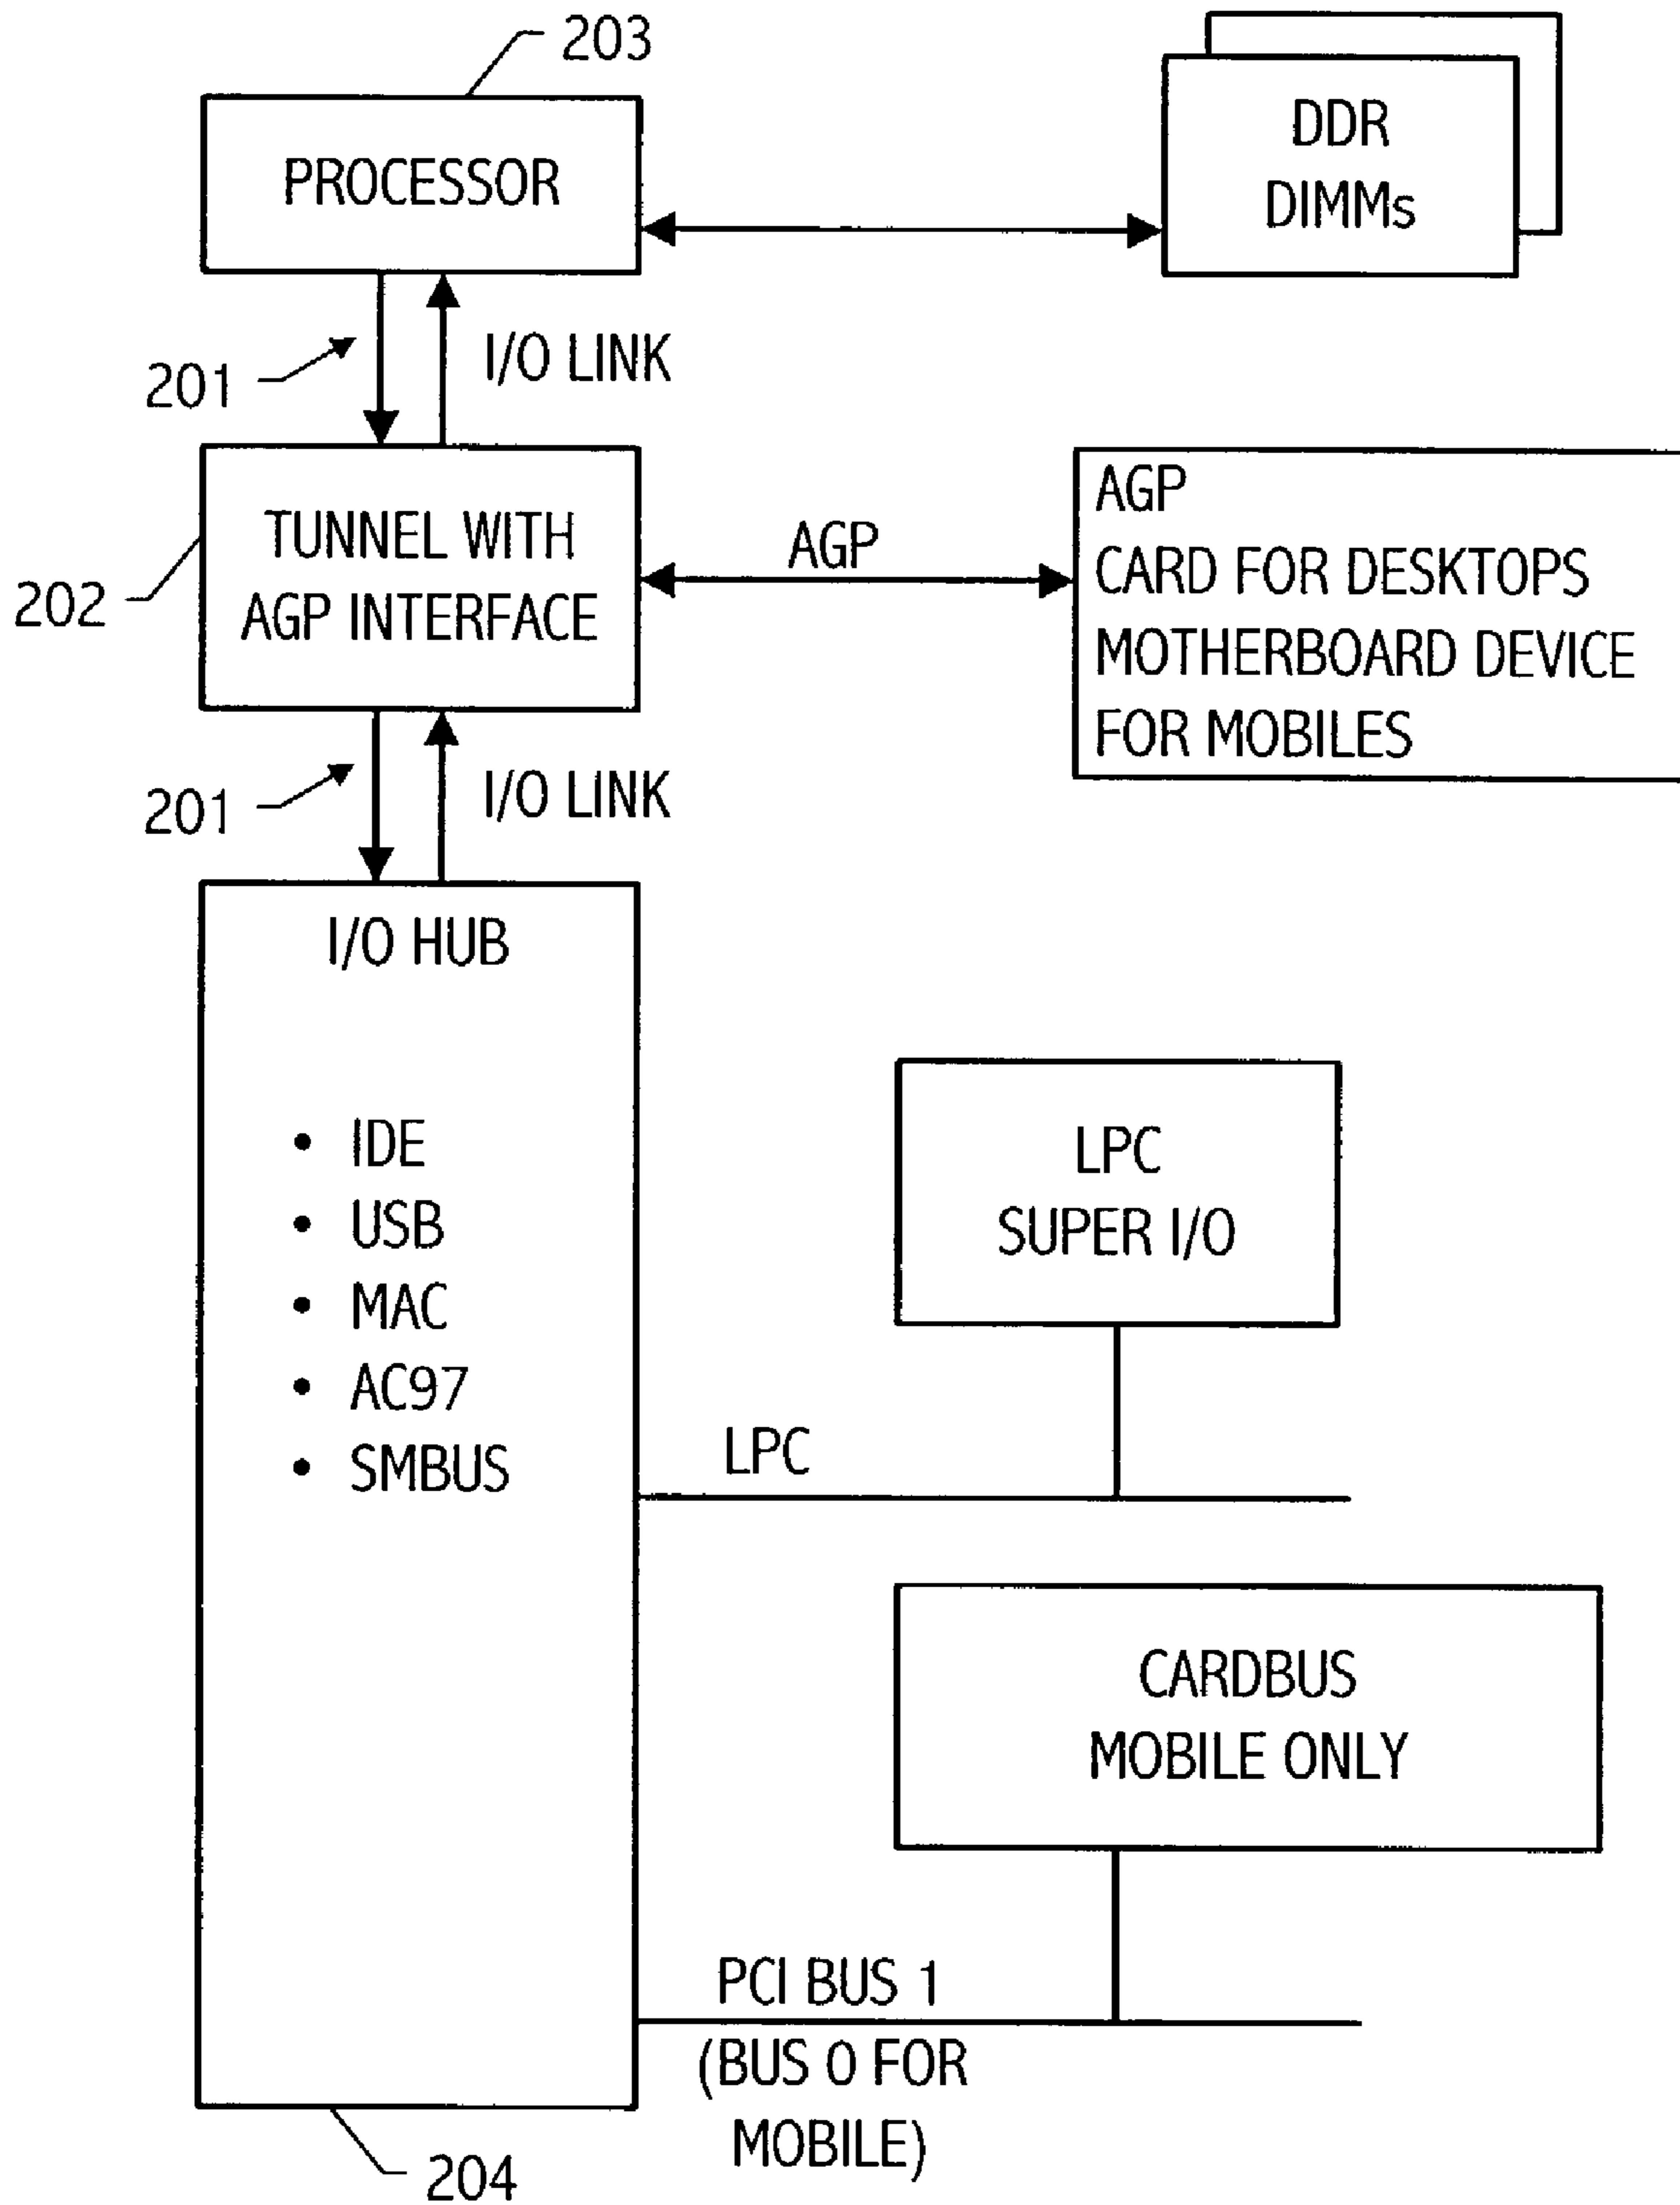 203
PROCESSOR
DDR
DIMMs
201
I/O LINK
202
TUNNEL WITH
AGP INTERFACE
AGP
AGP
CARD FOR DESKTOPS
MOTHERBOARD DEVICE
FOR MOBILES
201
I/O LINK
I/O HUB
• IDE
• USB
• MAC
• AC97
• SMBUS
LPC
SUPER I/O
LPC
CARDBUS
MOBILE ONLY
PCI BUS 1
(BUS 0 FOR
MOBILE)
204